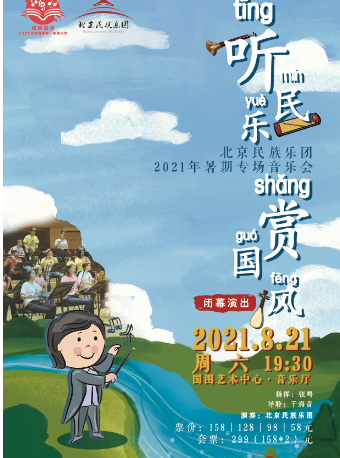 北京民族乐团
tīng
听
mín
民
yuè
乐
北京民族乐团
2021年暑期专场音乐会
shǎng
赏
guó
国
fēng
风
闭幕演出
2021.8.21
周六 19:30
国图艺术中心·音乐厅
指挥：张鸣
导聆：于海音
演奏：北京民族乐团
票价：158|128|98|58元
套票：299（158*2）元